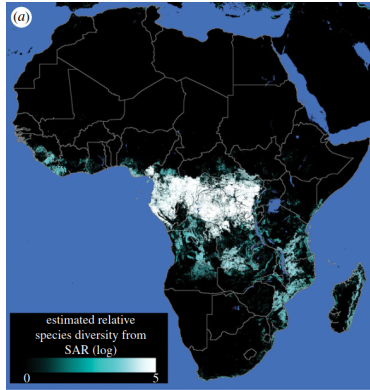 (a)
estimated relative
species diversity from
SAR (log)
0 5